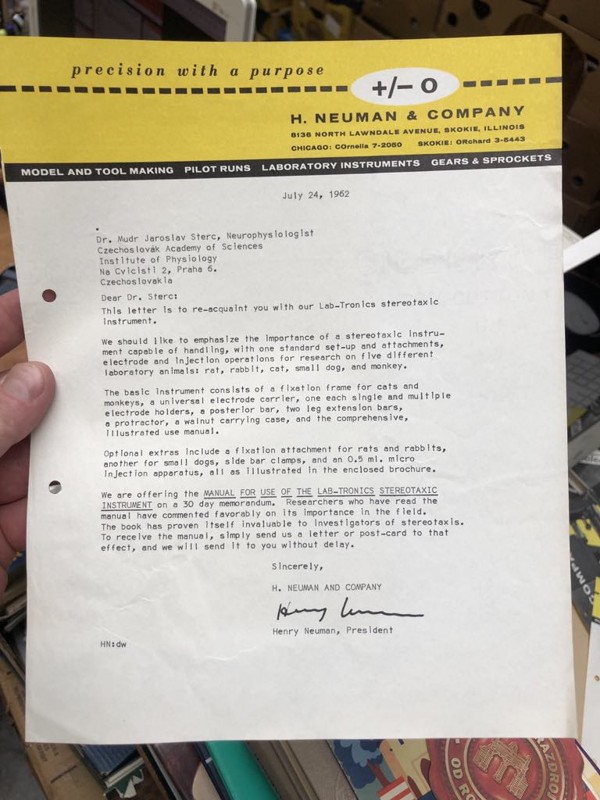 precision with a purpose
+/– 0
H. NEUMAN & COMPANY
8136 NORTH LAWNDALE AVENUE, SKOKIE, ILLINOIS
CHICAGO: COrnelia 7-2050 SKOKIE: ORchard 3-5443
MODEL AND TOOL MAKING PILOT RUNS LABORATORY INSTRUMENTS GEARS & SPROCKETS
July 24, 1962
Dr. Mudr Jaroslav Sterc, Neurophysiologist
Czechoslovak Academy of Sciences
Institute of Physiology
Na Cvicisti 2, Praha 6.
Czechoslovakia
Dear Dr. Sterc:
This letter is to re-acquaint you with our Lab-Tronics stereotaxic
instrument.
We should like to emphasize the importance of a stereotaxic instru-
ment capable of handling, with one standard set-up and attachments,
electrode and injection operations for research on five different
laboratory animals: rat, rabbit, cat, small dog, and monkey.
The basic instrument consists of a fixation frame for cats and
monkeys, a universal electrode carrier, one each single and multiple
electrode holders, a posterior bar, two leg extension bars,
a protractor, a walnut carrying case, and the comprehensive,
illustrated use manual.
Optional extras include a fixation attachment for rats and rabbits,
another for small dogs, side bar clamps, and an 0.5 ml. micro
injection apparatus, all as illustrated in the enclosed brochure.
We are offering the MANUAL FOR USE OF THE LAB-TRONICS STEREOTAXIC
INSTRUMENT on a 30 day memorandum. Researchers who have read the
manual have commented favorably on its importance in the field.
The book has proven itself invaluable to investigators of stereotaxis.
To receive the manual, simply send us a letter or post-card to that
effect, and we will send it to you without delay.
Sincerely,
H. NEUMAN AND COMPANY
Henry Neuman
Henry Neuman, President
HN:dw